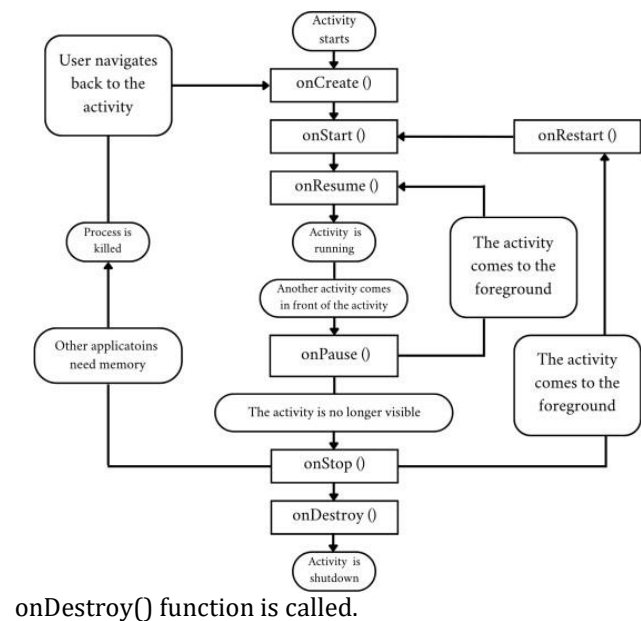 Activity
starts
User navigates
back to the
activity
onCreate ()
onStart ()
onRestart ()
onResume ()
Process is
killed
Activity is
running
The activity
comes to the
foreground
Another activity comes
in front of the activity
Other applicatoins
need memory
onPause ()
The activity
comes to the
foreground
The activity is no longer visible
onStop ()
onDestroy ()
Activity is
shutdown
onDestroy() function is called.